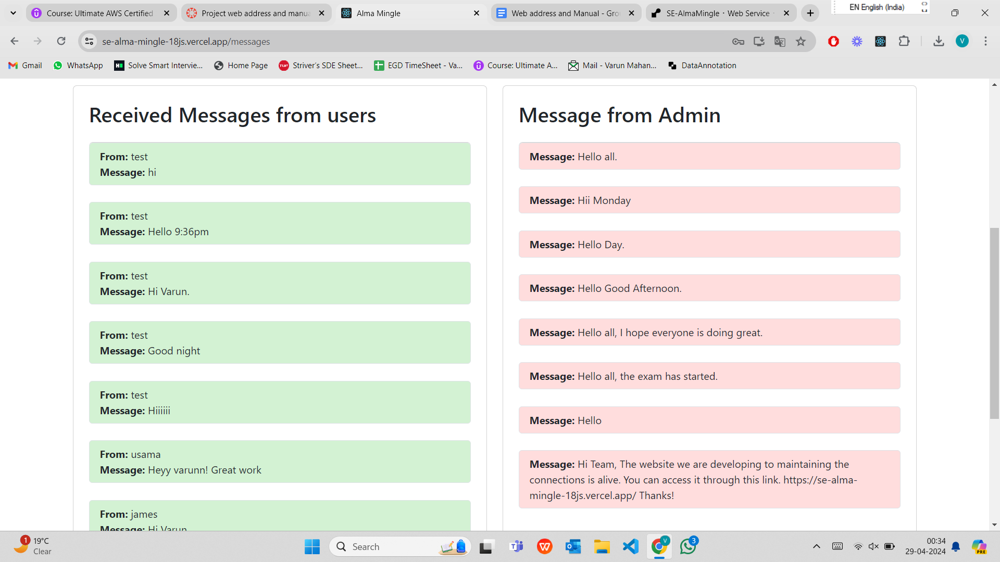 Course: Ultimate AWS Certified
Project web address and manua
Alma Mingle
Web address and Manual - Gro
SE-AlmaMingle · Web Service ·
EN English (India)
se-alma-mingle-18js.vercel.app/messages
V
Gmail
WhatsApp
Solve Smart Intervie...
Home Page
TUF
Striver's SDE Sheet...
EGD TimeSheet - Va...
Course: Ultimate A...
Mail - Varun Mahan...
DataAnnotation
Received Messages from users
From: test
Message: hi
From: test
Message: Hello 9:36pm
From: test
Message: Hi Varun.
From: test
Message: Good night
From: test
Message: Hiiiiii
From: usama
Message: Heyy varunn! Great work
From: james
Message: Hi Varun
Message from Admin
Message: Hello all.
Message: Hii Monday
Message: Hello Day.
Message: Hello Good Afternoon.
Message: Hello all, I hope everyone is doing great.
Message: Hello all, the exam has started.
Message: Hello
Message: Hi Team, The website we are developing to maintaining the
connections is alive. You can access it through this link. https://se-alma-
mingle-18js.vercel.app/ Thanks!
1
19°C
Clear
Search
V
3
00:34
29-04-2024
PRE